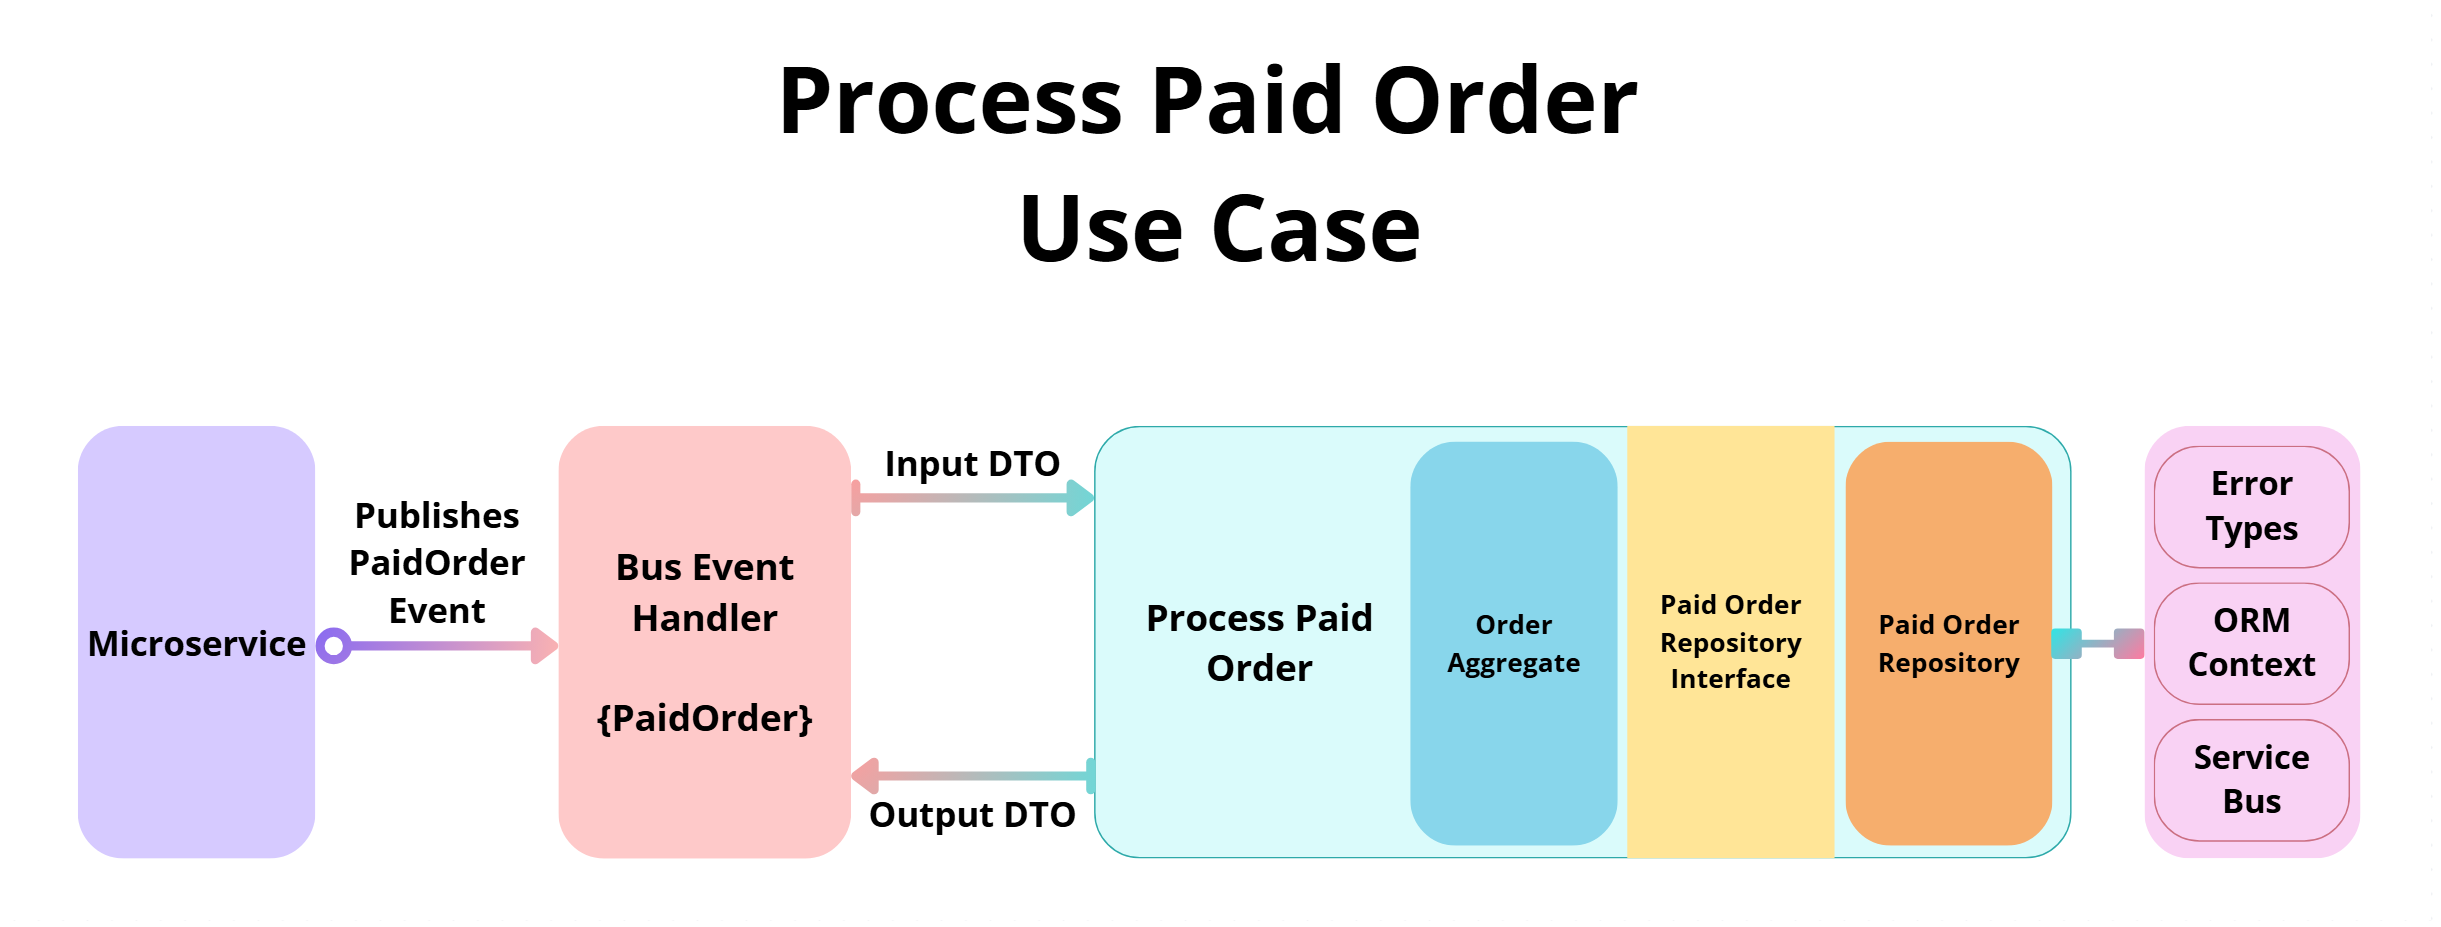 Process Paid Order
Use Case
Microservice
Publishes
PaidOrder
Event
Bus Event
Handler
{PaidOrder}
Input DTO
Output DTO
Process Paid
Order
Order
Aggregate
Paid Order
Repository
Interface
Paid Order
Repository
Error
Types
ORM
Context
Service
Bus